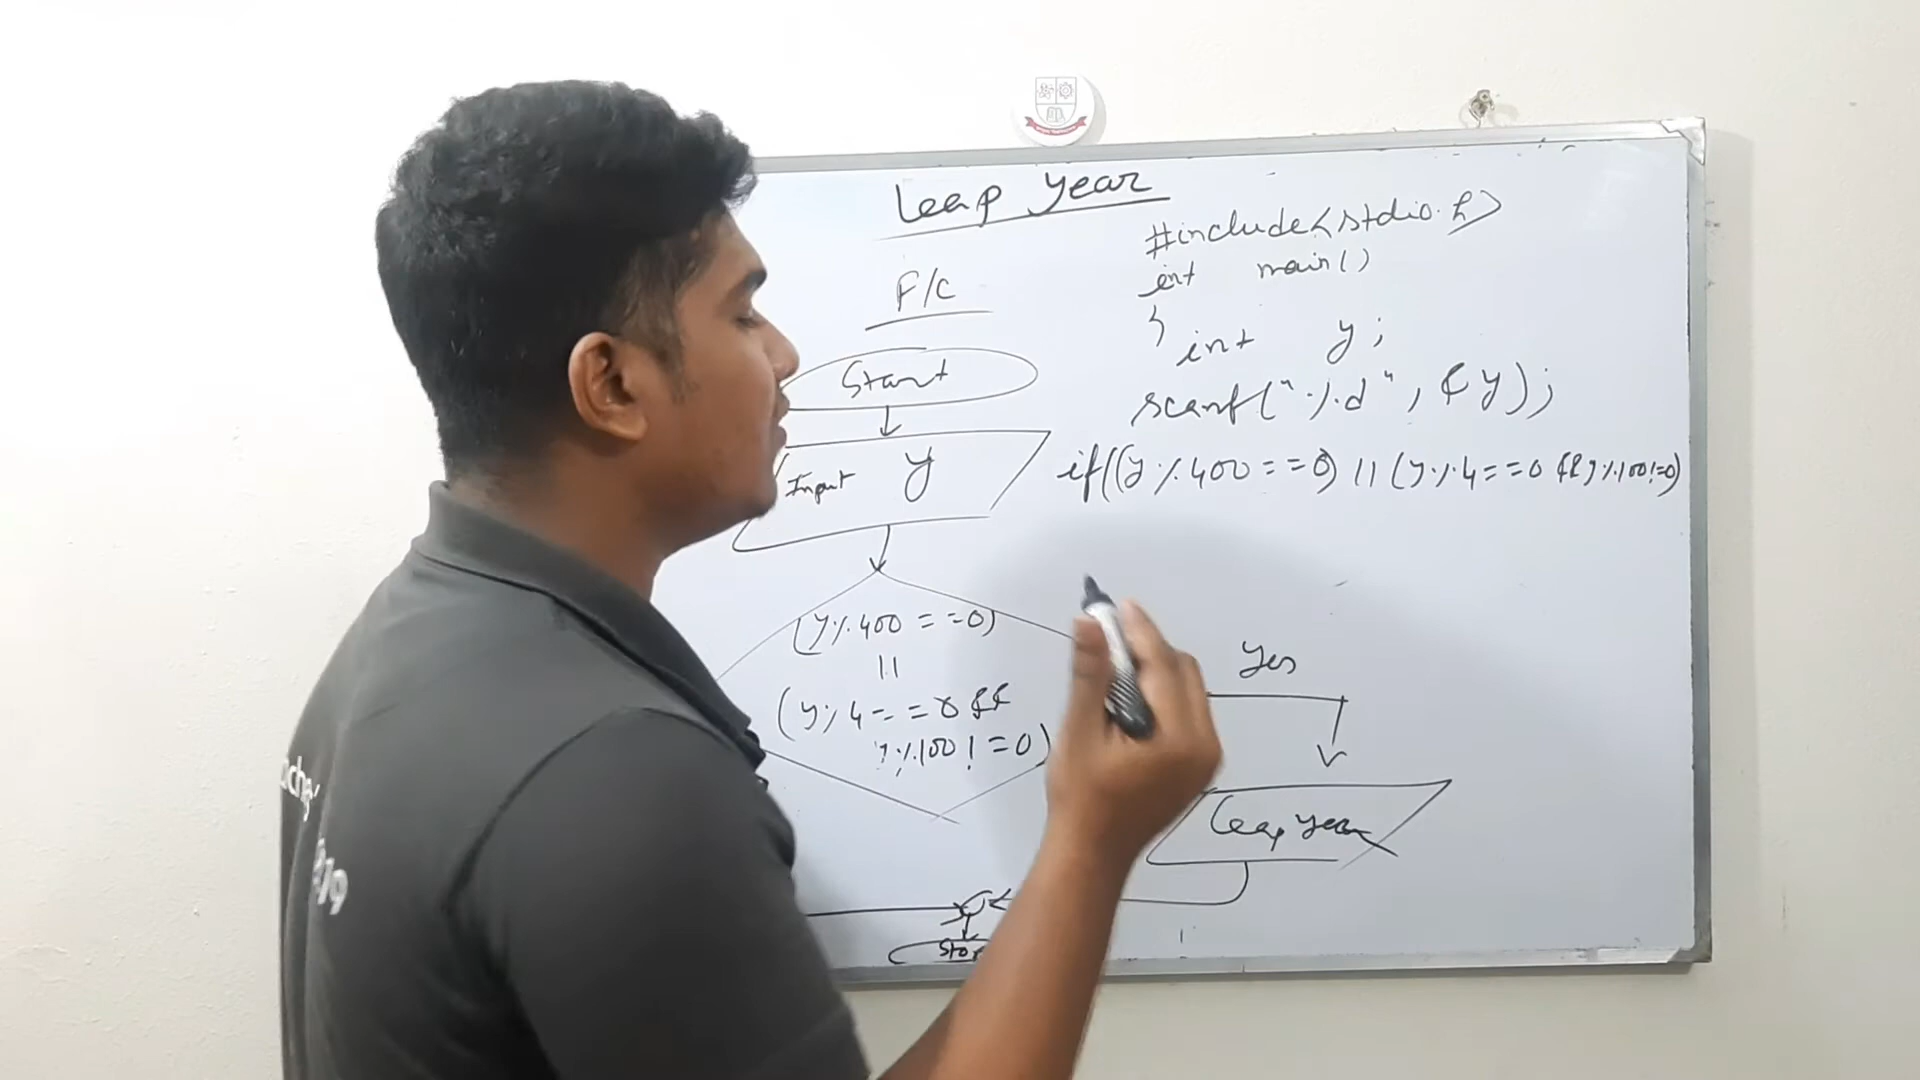 Leap Year
F/C
Start
Input y
(y%400 = =0)
||
(y% 4 = =0 &&
y%100 ! =0)
Yes
Leap year
Stop
#include<stdio.h>
int main()
{
int y;
scanf("%d", &y);
if((y%400==0) || (y%4==0 && y%100!=0)